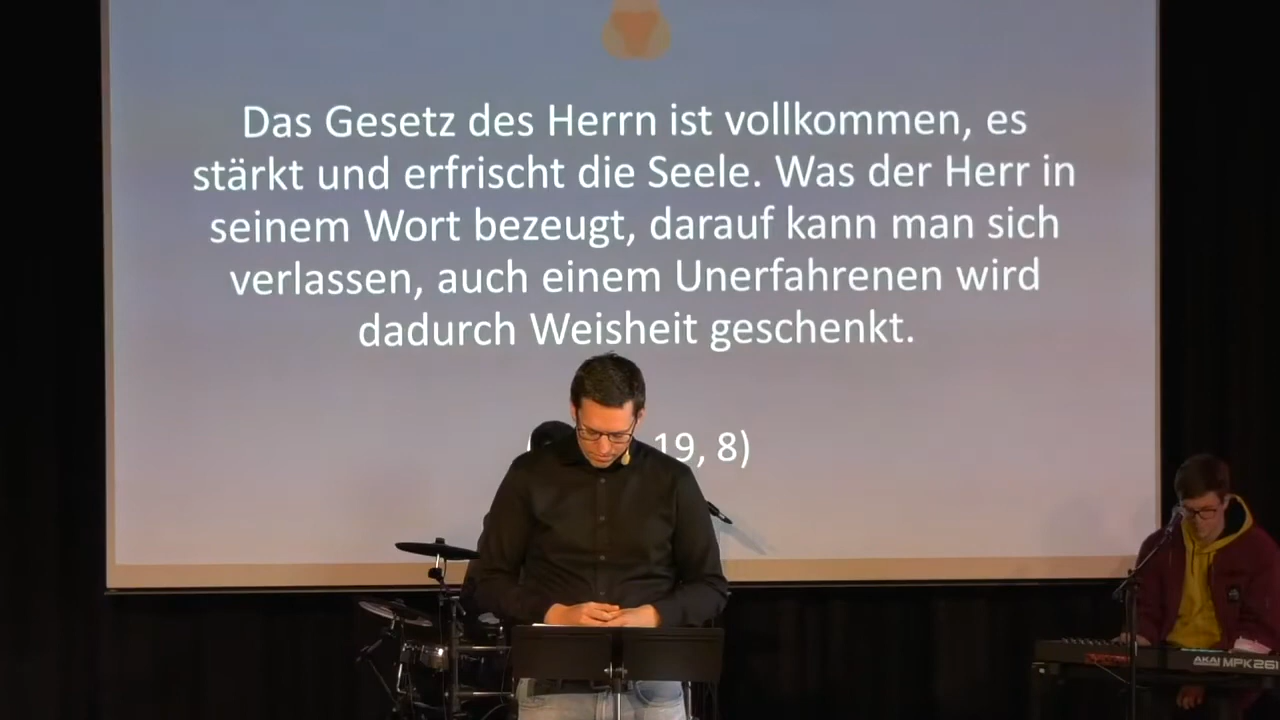 Das Gesetz des Herrn ist vollkommen, es
stärkt und erfrischt die Seele. Was der Herr in
seinem Wort bezeugt, darauf kann man sich
verlassen, auch einem Unerfahrenen wird
dadurch Weisheit geschenkt.
( 19, 8)
AKAI MPK261